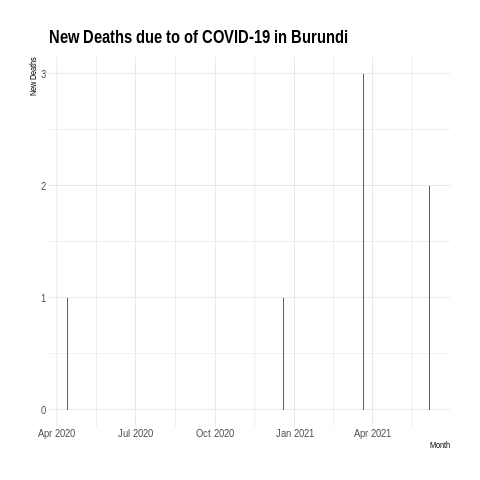 New Deaths due to of COVID-19 in Burundi
New Deaths
3
2
1
0
Apr 2020 Jul 2020 Oct 2020 Jan 2021 Apr 2021
Month